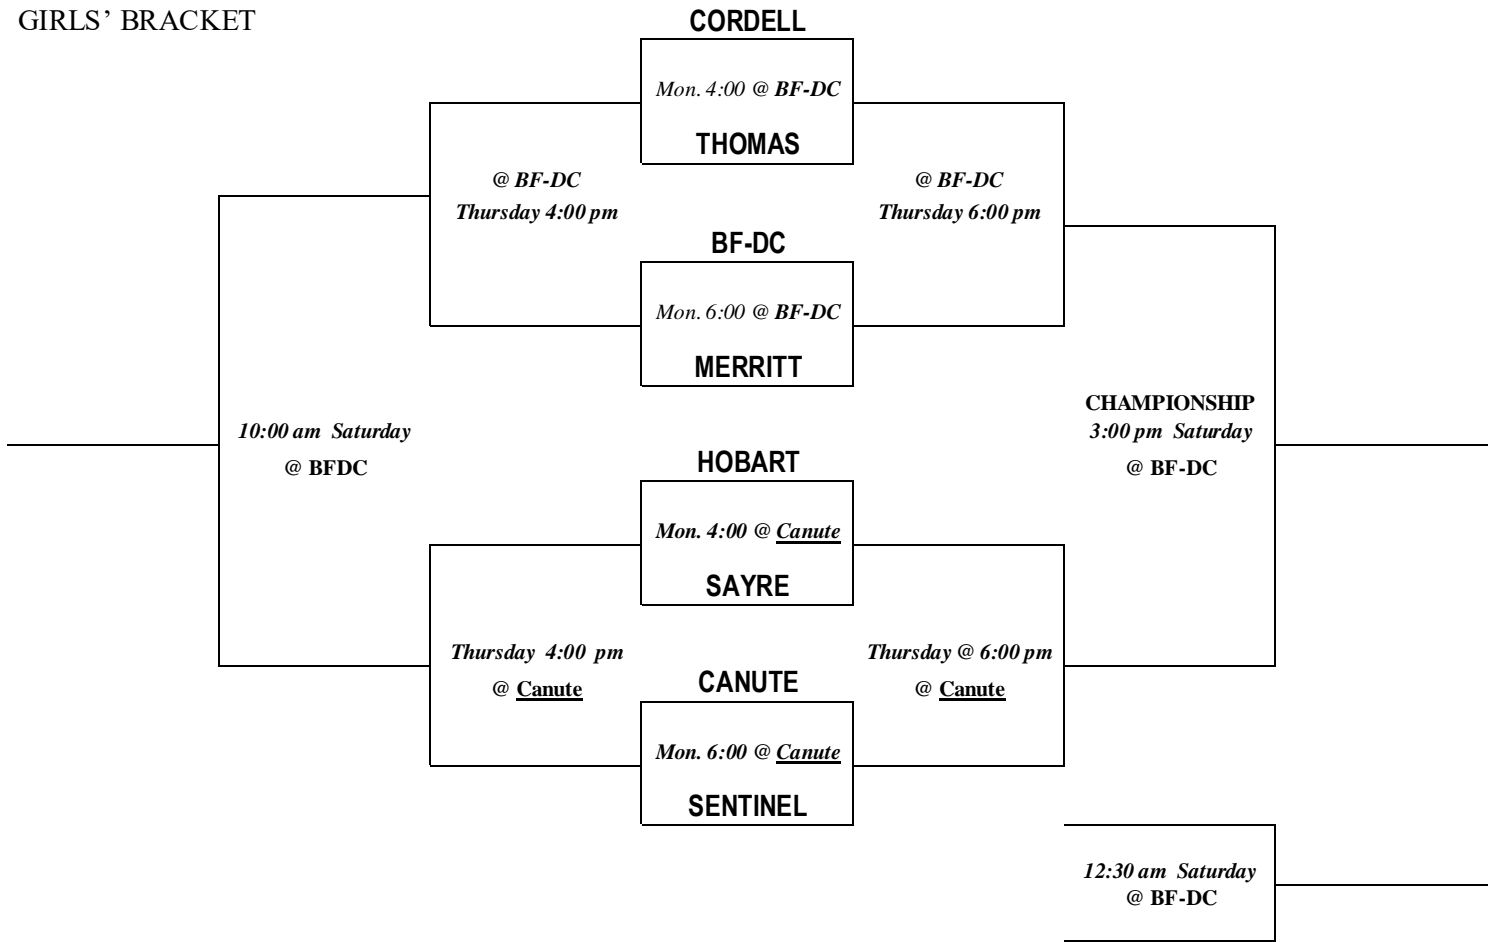 GIRLS' BRACKET
CORDELL
Mon. 4:00 @ BF-DC
THOMAS
@ BF-DC
Thursday 4:00 pm
@ BF-DC
Thursday 6:00 pm
BF-DC
Mon. 6:00 @ BF-DC
MERRITT
10:00 am Saturday
@ BFDC
CHAMPIONSHIP
3:00 pm Saturday
@ BF-DC
HOBART
Mon. 4:00 @ Canute
SAYRE
Thursday 4:00 pm
@ Canute
Thursday @ 6:00 pm
@ Canute
CANUTE
Mon. 6:00 @ Canute
SENTINEL
12:30 am Saturday
@ BF-DC